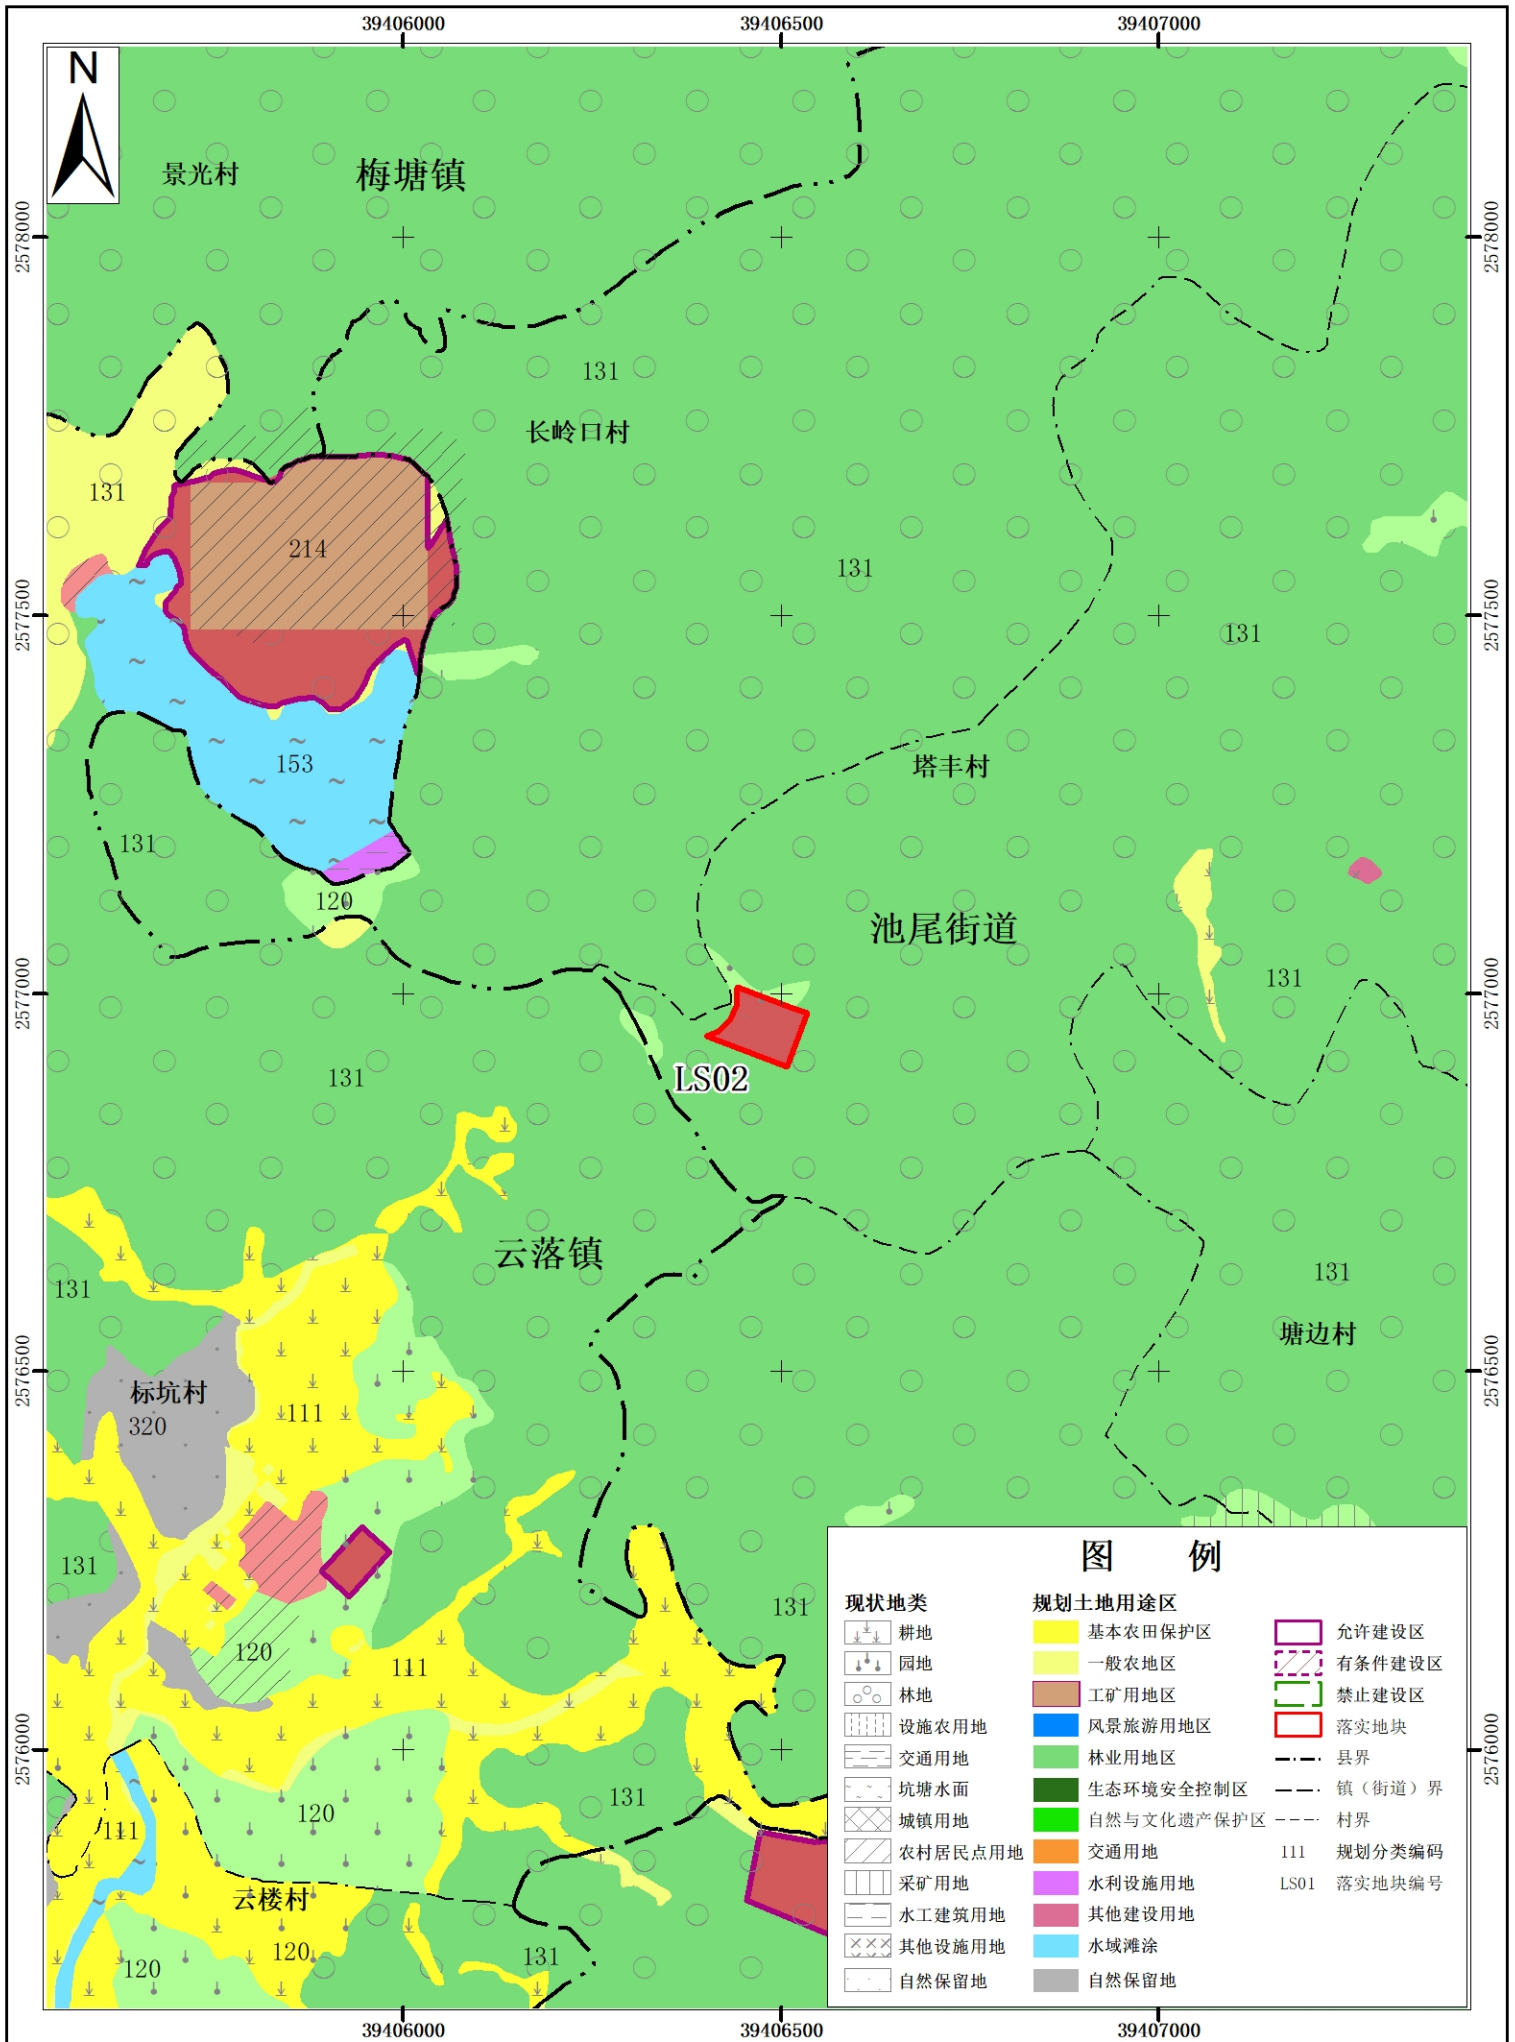 39406000
39406500
39407000
N
景光村
梅塘镇
2578000
2578000
131
长岭口村
131
214
131
2577500
2577500
131
153
塔丰村
131
120
池尾街道
131
2577000
2577000
131
LS02
云落镇
131
131
塘边村
2576500
2576500
标坑村
320
111
131
131
120
111
2576000
2576000
120
131
111
云楼村
120
120
131
图 例
现状地类
耕地
园地
林地
设施农用地
交通用地
坑塘水面
城镇用地
农村居民点用地
采矿用地
水工建筑用地
其他设施用地
自然保留地
规划土地用途区
基本农田保护区
一般农地区
工矿用地区
风景旅游用地区
林业用地区
生态环境安全控制区
自然与文化遗产保护区
交通用地
水利设施用地
其他建设用地
水域滩涂
自然保留地
允许建设区
有条件建设区
禁止建设区
落实地块
县界
镇（街道）界
村界
111 规划分类编码
LS01 落实地块编号
39406000
39406500
39407000